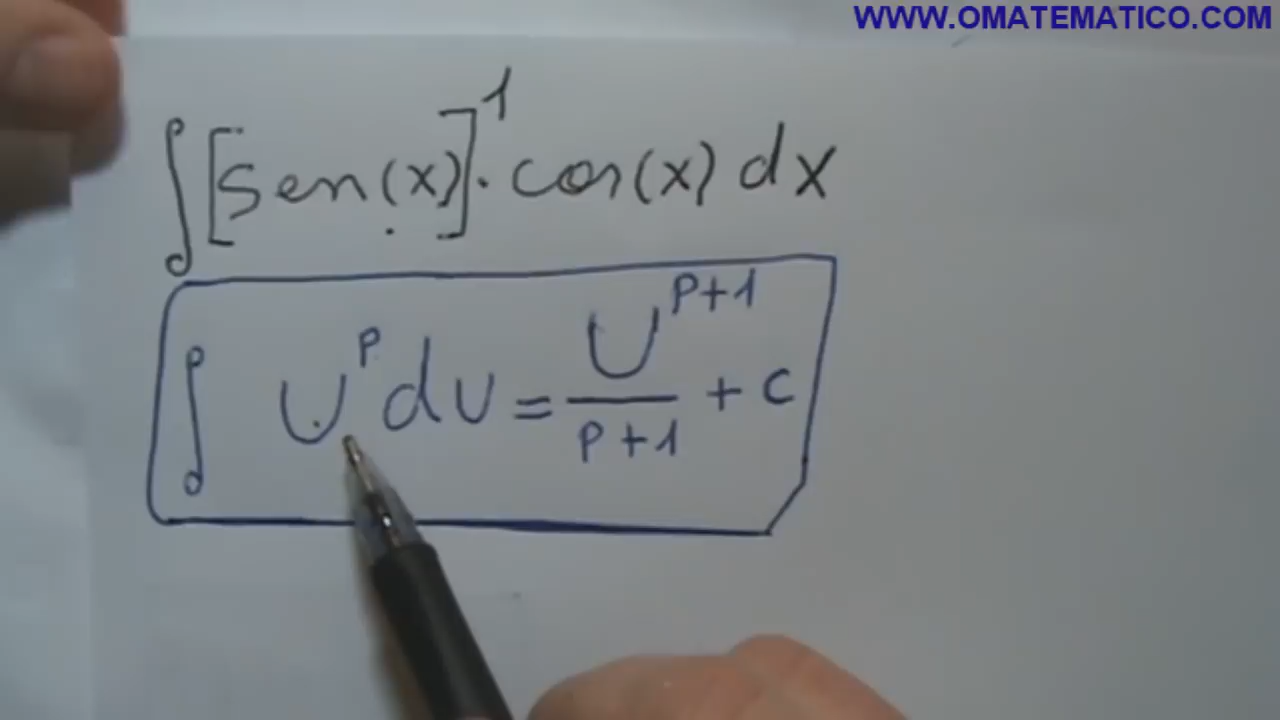 WWW.OMATEMATICO.COM
∫ [sen(x)]¹ · cos(x) dx
∫ U^P dU = U^(P+1) / (P+1) + C